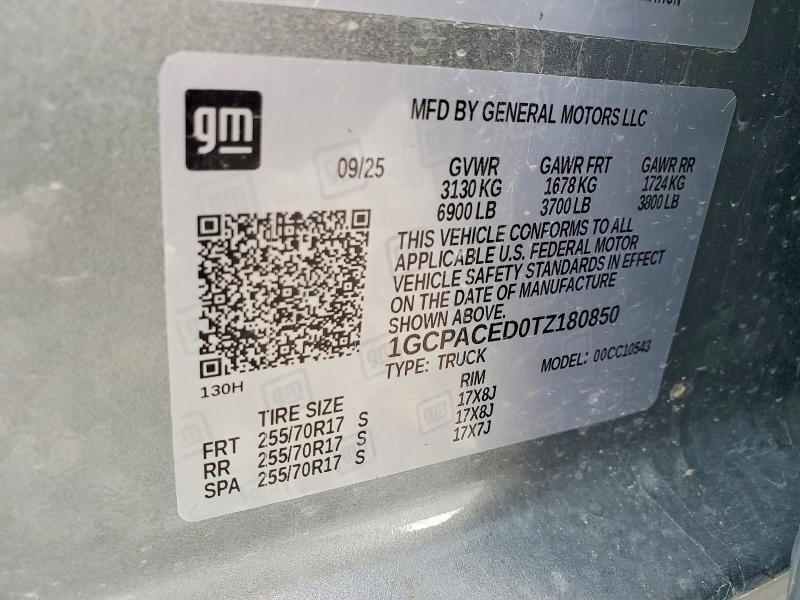 gm
MFD BY GENERAL MOTORS LLC
09/25 GVWR GAWR FRT GAWR RR
3130 KG 1678 KG 1724 KG
6900 LB 3700 LB 3800 LB
THIS VEHICLE CONFORMS TO ALL
APPLICABLE U.S. FEDERAL MOTOR
VEHICLE SAFETY STANDARDS IN EFFECT
ON THE DATE OF MANUFACTURE
SHOWN ABOVE.
1GCPACED0TZ180850
TYPE: TRUCK MODEL: 00CC10543
130H
TIRE SIZE RIM
FRT 255/70R17 S 17X8J
RR 255/70R17 S 17X8J
SPA 255/70R17 S 17X7J